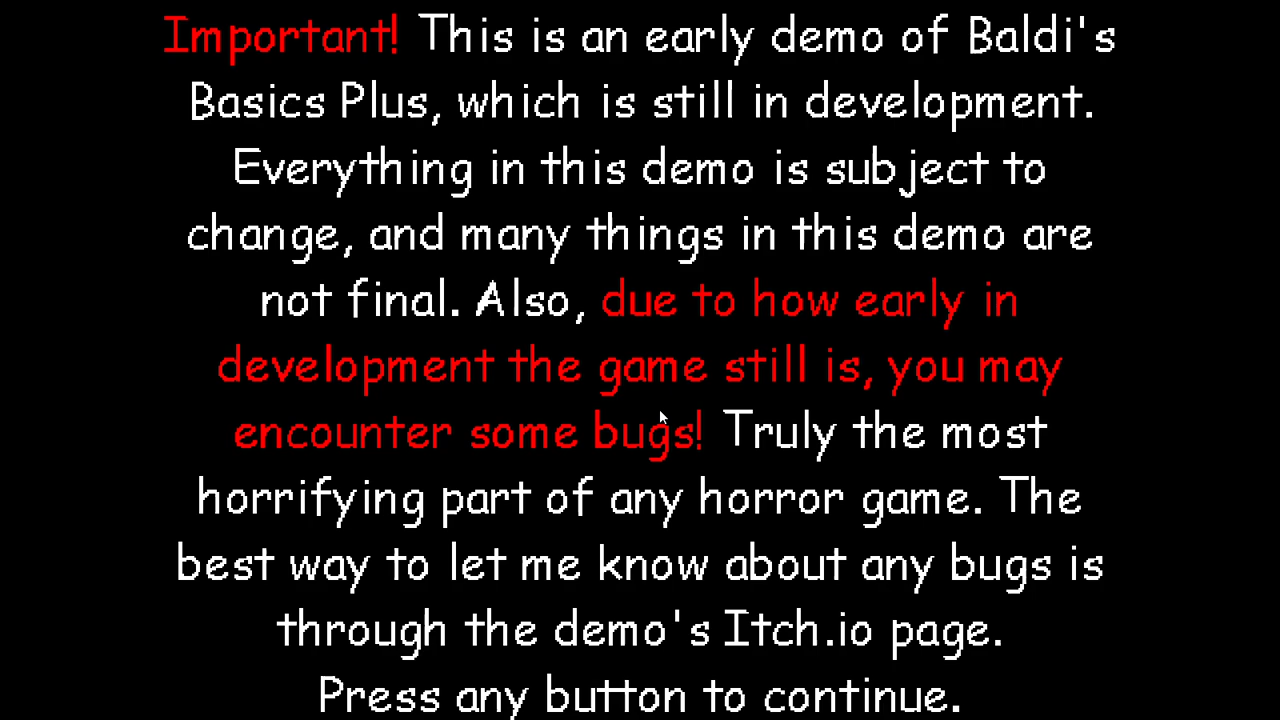 Important! This is an early demo of Baldi's
Basics Plus, which is still in development.
Everything in this demo is subject to
change, and many things in this demo are
not final. Also, due to how early in
development the game still is, you may
encounter some bugs! Truly the most
horrifying part of any horror game. The
best way to let me know about any bugs is
through the demo's Itch.io page.
Press any button to continue.